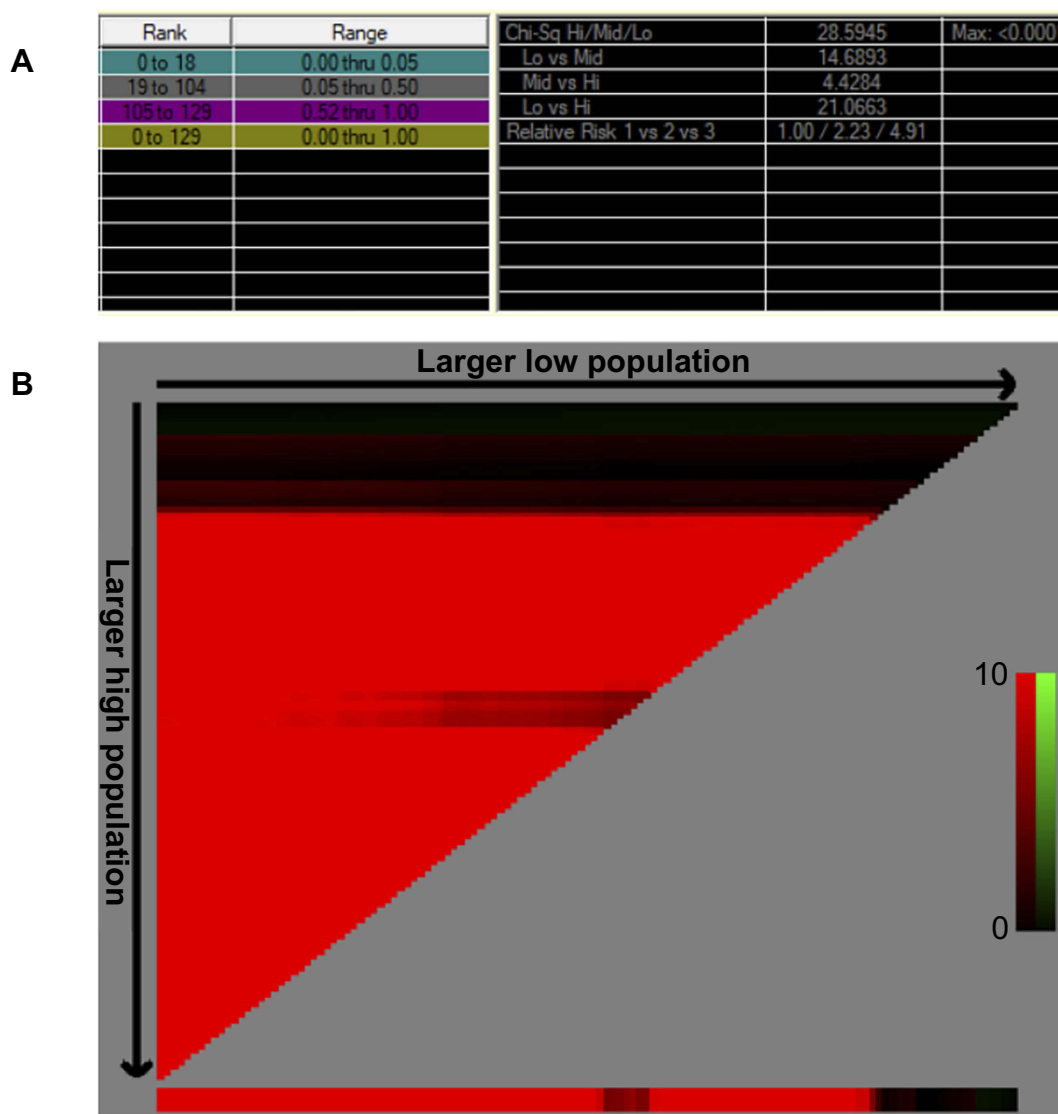 A
Rank Range
0 to 18 0.00 thru 0.05
19 to 104 0.05 thru 0.50
105 to 129 0.52 thru 1.00
0 to 129 0.00 thru 1.00
Chi-Sq Hi/Mid/Lo 28.5945 Max: <0.000
Lo vs Mid 14.6893
Mid vs Hi 4.4284
Lo vs Hi 21.0663
Relative Risk 1 vs 2 vs 3 1.00 / 2.23 / 4.91
B
Larger low population
Larger high population
10
0